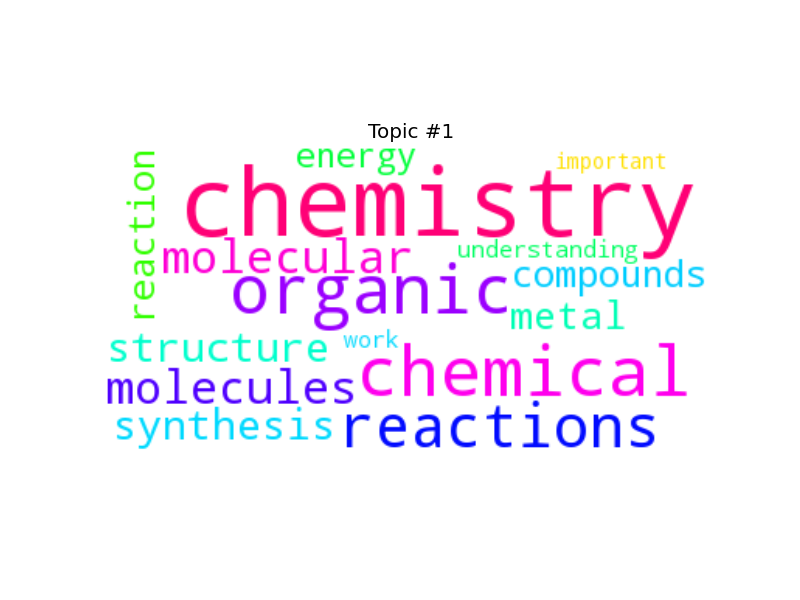 Topic #1
energy
important
reaction
chemistry
molecular
understanding
organic
compounds
metal
structure
work
molecules
chemical
synthesis
reactions